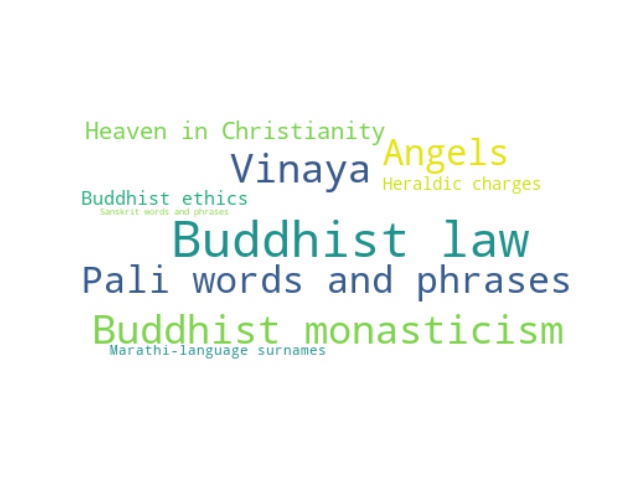 Heaven in Christianity
Angels
Vinaya
Heraldic charges
Buddhist ethics
Sanskrit words and phrases
Buddhist law
Pali words and phrases
Buddhist monasticism
Marathi-language surnames